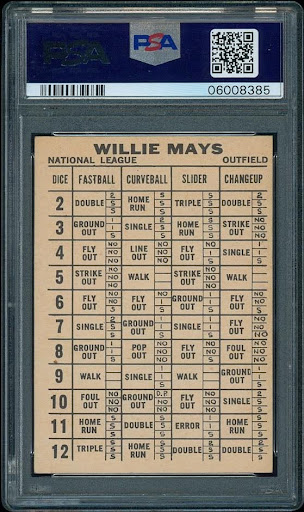 PSA
PSA
06008385
WILLIE MAYS
NATIONAL LEAGUE OUTFIELD
DICE FASTBALL CURVEBALL SLIDER CHANGEUP
2 DOUBLE HOME RUN TRIPLE DOUBLE
3 GROUND OUT SINGLE HOME RUN STRIKE OUT
4 FLY OUT LINE OUT FLY OUT SINGLE
5 STRIKE OUT WALK STRIKE OUT WALK
6 FLY OUT FLY OUT GROUND OUT FLY OUT
7 SINGLE GROUND OUT SINGLE FLY OUT
8 GROUND OUT POP OUT FLY OUT FOUL OUT
9 WALK SINGLE WALK GROUND OUT
10 FOUL OUT GROUND OUT FLY OUT SINGLE
11 HOME RUN DOUBLE ERROR HOME RUN
12 TRIPLE HOME RUN DOUBLE DOUBLE